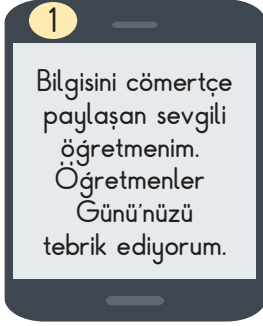 1
Bilgisini cömertçe
paylaşan sevgili
öğretmenim.
Öğretmenler
Günü'nüzü
tebrik ediyorum.